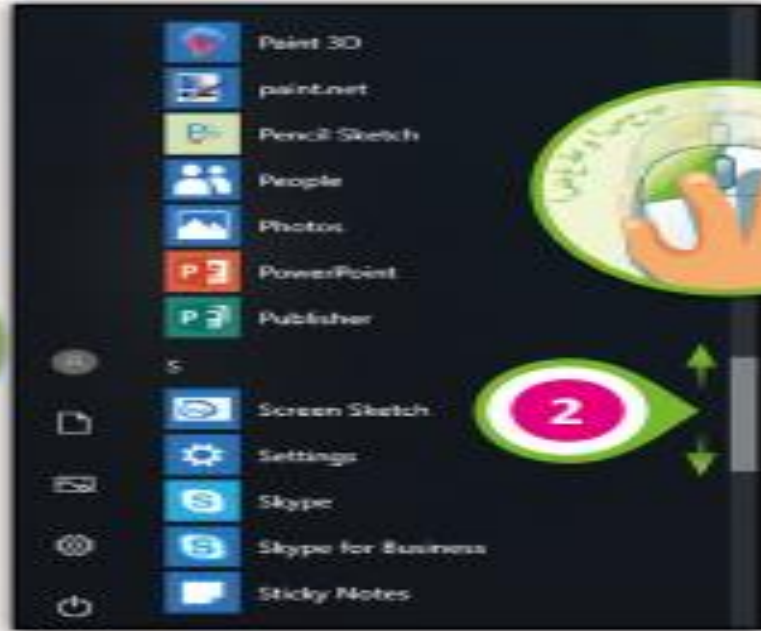 Paint 3D
paint.net
Pencil Sketch
People
Photos
PowerPoint
Publisher
S
Screen Sketch
2
Settings
Skype
Skype for Business
Sticky Notes